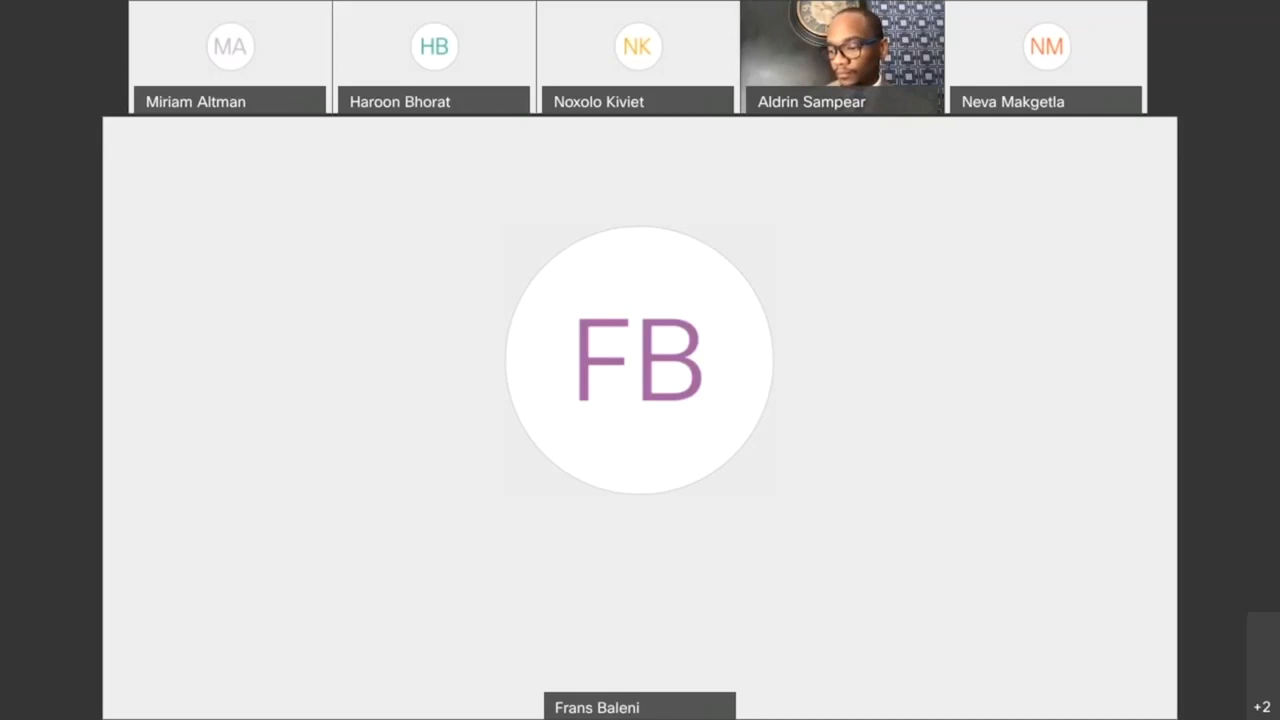 MA
HB
NK
NM
Miriam Altman
Haroon Bhorat
Noxolo Kiviet
Aldrin Sampear
Neva Makgetla
FB
Frans Baleni
+2